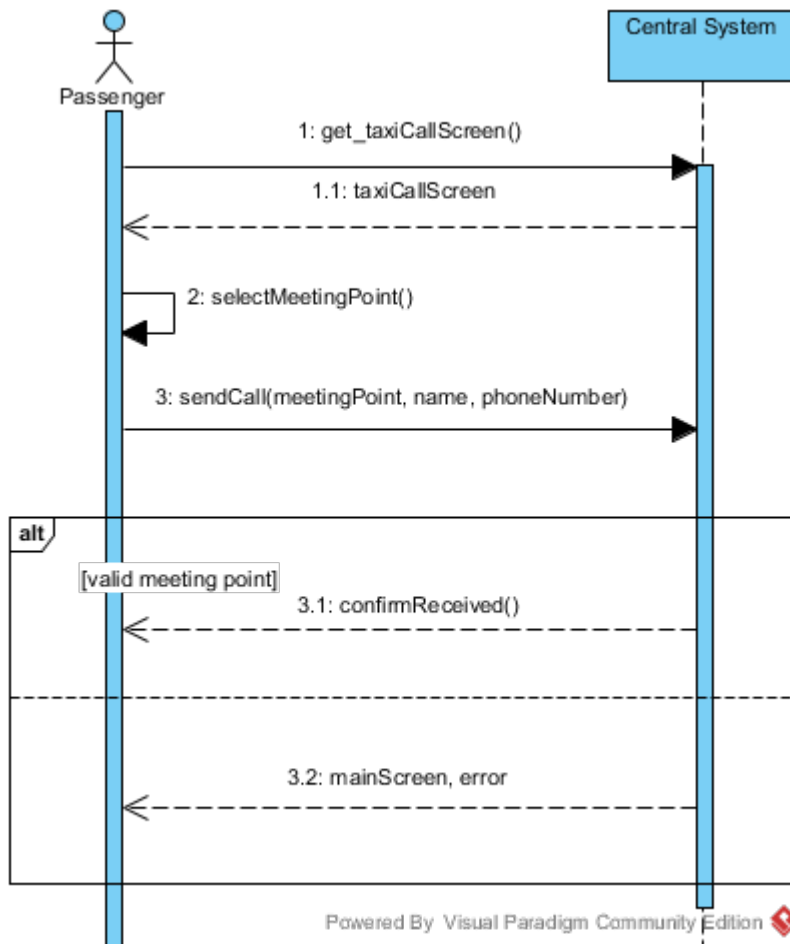 Central System
Passenger
1: get_taxiCallScreen()
1.1: taxiCallScreen
2: selectMeetingPoint()
3: sendCall(meetingPoint, name, phoneNumber)
alt
[valid meeting point]
3.1: confirmReceived()
3.2: mainScreen, error
Powered By Visual Paradigm Community Edition